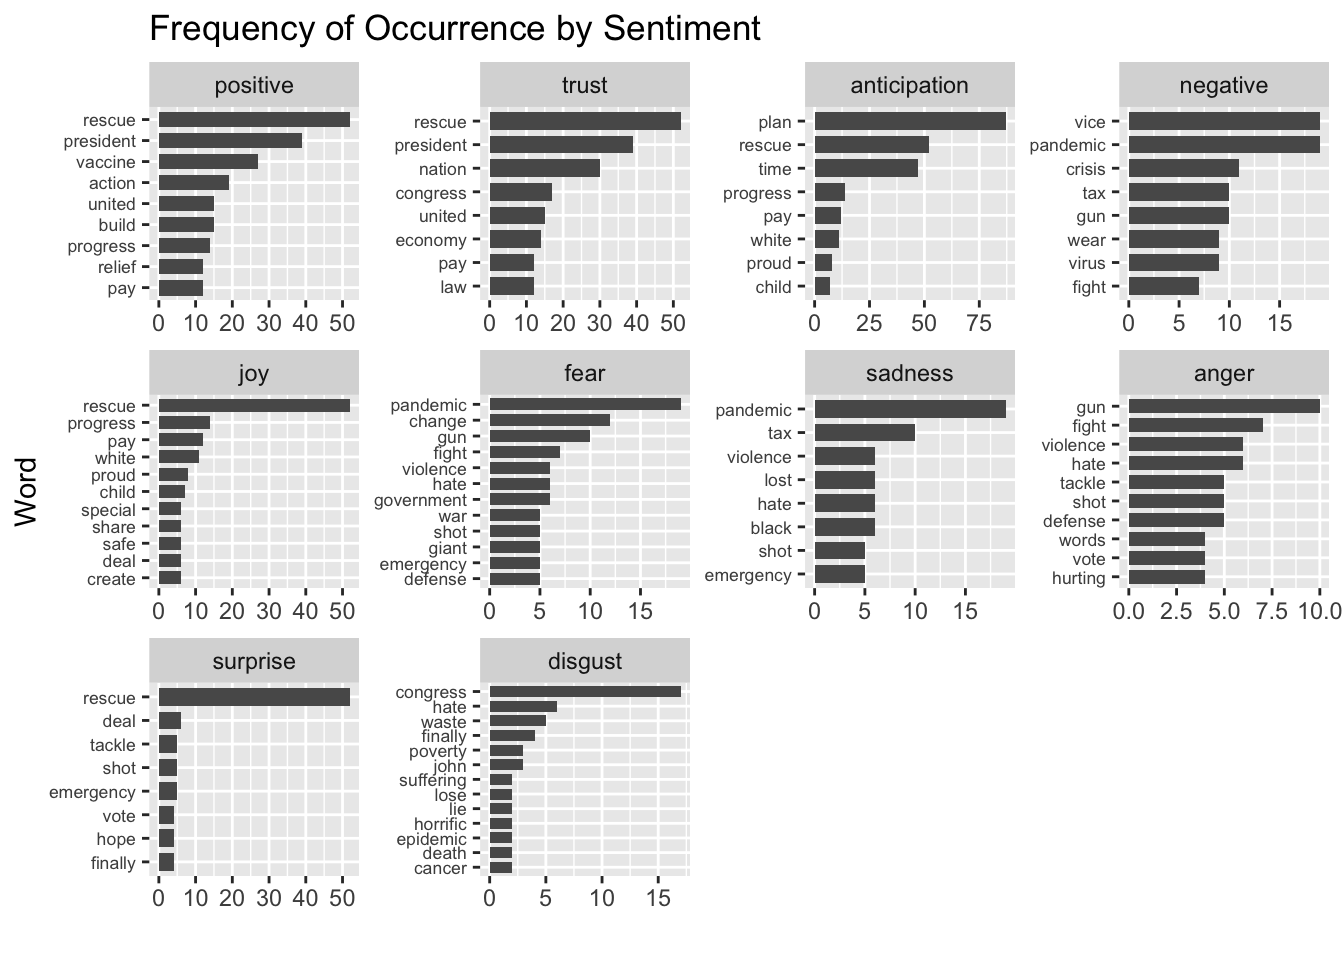 Frequency of Occurrence by Sentiment
Word
positive
rescue
president
vaccine
action
united
build
progress
relief
pay
0 10 20 30 40 50
trust
rescue
president
nation
congress
united
economy
pay
law
0 10 20 30 40 50
anticipation
plan
rescue
time
progress
pay
white
proud
child
0 25 50 75
negative
vice
pandemic
crisis
tax
gun
wear
virus
fight
0 5 10 15
joy
rescue
progress
pay
white
proud
child
special
share
safe
deal
create
0 10 20 30 40 50
fear
pandemic
change
gun
fight
violence
hate
government
war
shot
giant
emergency
defense
0 5 10 15
sadness
pandemic
tax
violence
lost
hate
black
shot
emergency
0 5 10 15
anger
gun
fight
violence
hate
tackle
shot
defense
words
vote
hurting
0.0 2.5 5.0 7.5 10.0
surprise
rescue
deal
tackle
shot
emergency
vote
hope
finally
0 10 20 30 40 50
disgust
congress
hate
waste
finally
poverty
john
suffering
lose
lie
horrific
epidemic
death
cancer
0 5 10 15